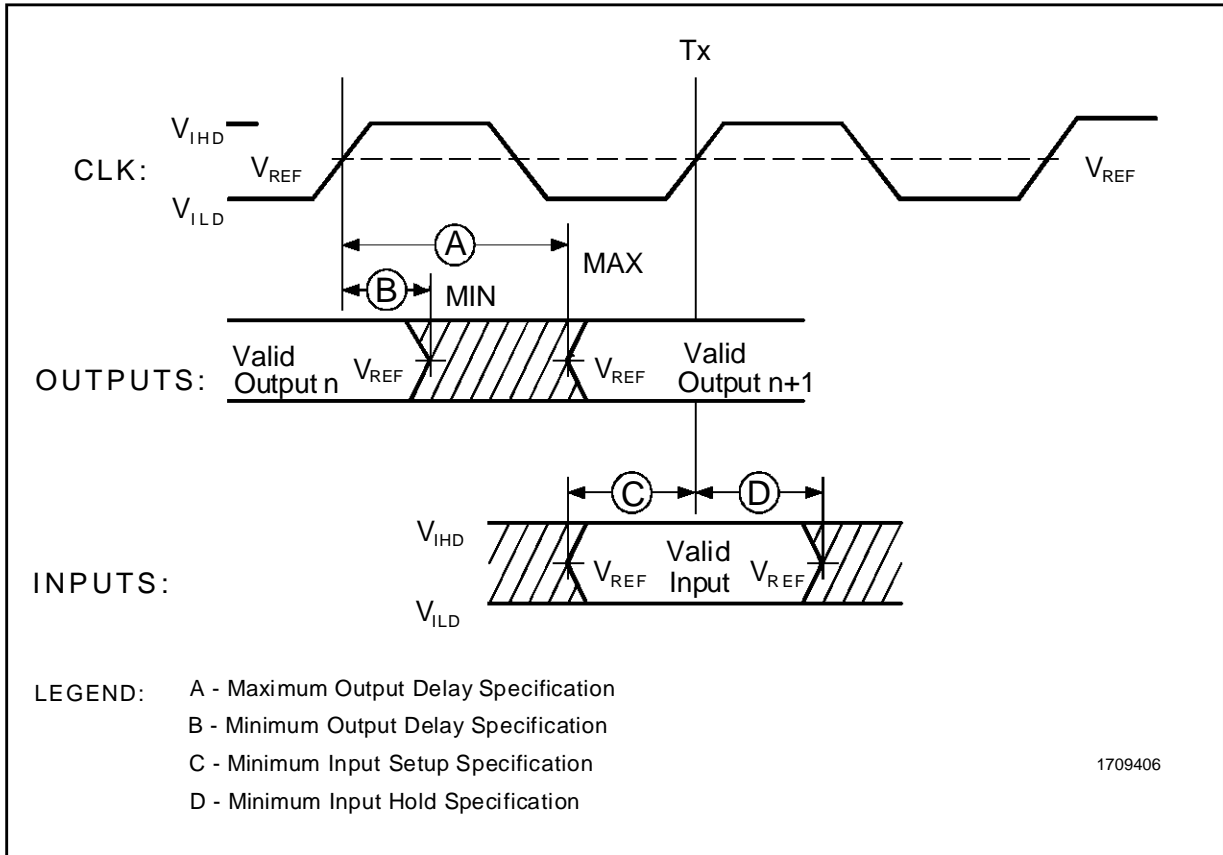 Tx
VIHD
CLK:
VREF
VREF
VILD
A
MAX
B
MIN
OUTPUTS:
Valid
Output n
VREF
VREF
Valid
Output n+1
C
D
VIHD
INPUTS:
VREF
Valid
Input
VREF
VILD
LEGEND:
A - Maximum Output Delay Specification
B - Minimum Output Delay Specification
C - Minimum Input Setup Specification
D - Minimum Input Hold Specification
1709406